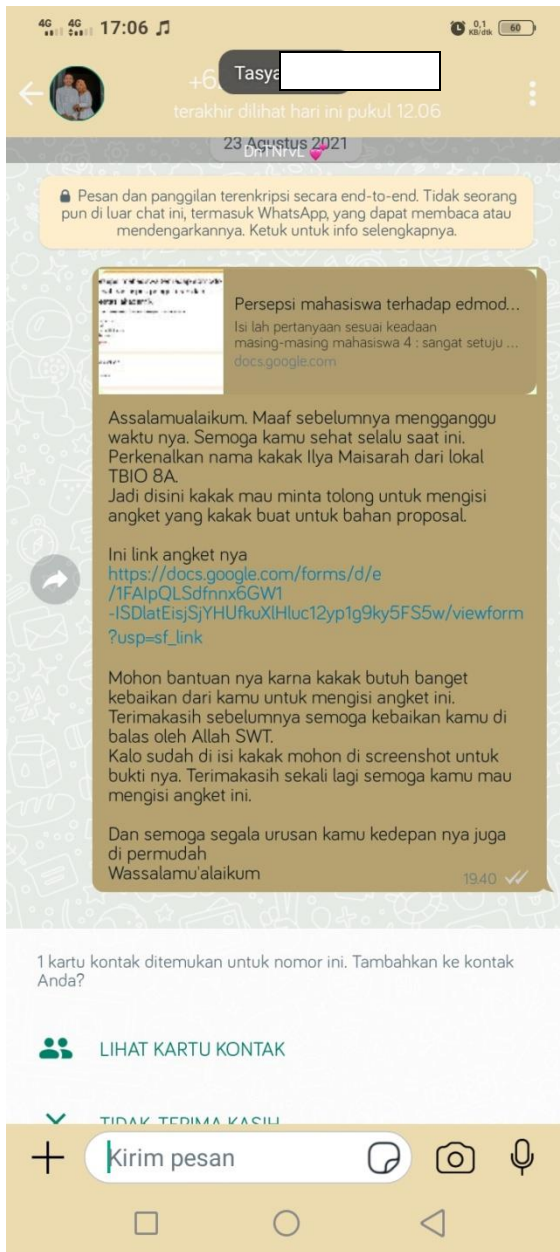 4G 4G 17:06 0,1 KB/dtk 60
+6 Tasya
terakhir dilihat hari ini pukul 12.06
23 Agustus 2021
Pesan dan panggilan terenkripsi secara end-to-end. Tidak seorang
pun di luar chat ini, termasuk WhatsApp, yang dapat membaca atau
mendengarkannya. Ketuk untuk info selengkapnya.
Persepsi mahasiswa terhadap edmod...
Isi lah pertanyaan sesuai keadaan
masing-masing mahasiswa 4 : sangat setuju ...
docs.google.com
Assalamualaikum. Maaf sebelumnya mengganggu
waktu nya. Semoga kamu sehat selalu saat ini.
Perkenalkan nama kakak Ilya Maisarah dari lokal
TBIO 8A.
Jadi disini kakak mau minta tolong untuk mengisi
angket yang kakak buat untuk bahan proposal.
Ini link angket nya
https://docs.google.com/forms/d/e
/1FAIpQLSdfnnx6GW1
-ISDlatEisjSjYHUfkuXlHluc12yp1g9ky5FS5w/viewform
?usp=sf_link
Mohon bantuan nya karna kakak butuh banget
kebaikan dari kamu untuk mengisi angket ini.
Terimakasih sebelumnya semoga kebaikan kamu di
balas oleh Allah SWT.
Kalo sudah di isi kakak mohon di screenshot untuk
bukti nya. Terimakasih sekali lagi semoga kamu mau
mengisi angket ini.
Dan semoga segala urusan kamu kedepan nya juga
di permudah
Wassalamu'alaikum
19.40
1 kartu kontak ditemukan untuk nomor ini. Tambahkan ke kontak
Anda?
LIHAT KARTU KONTAK
TIDAK TERIMA KASIH
Kirim pesan